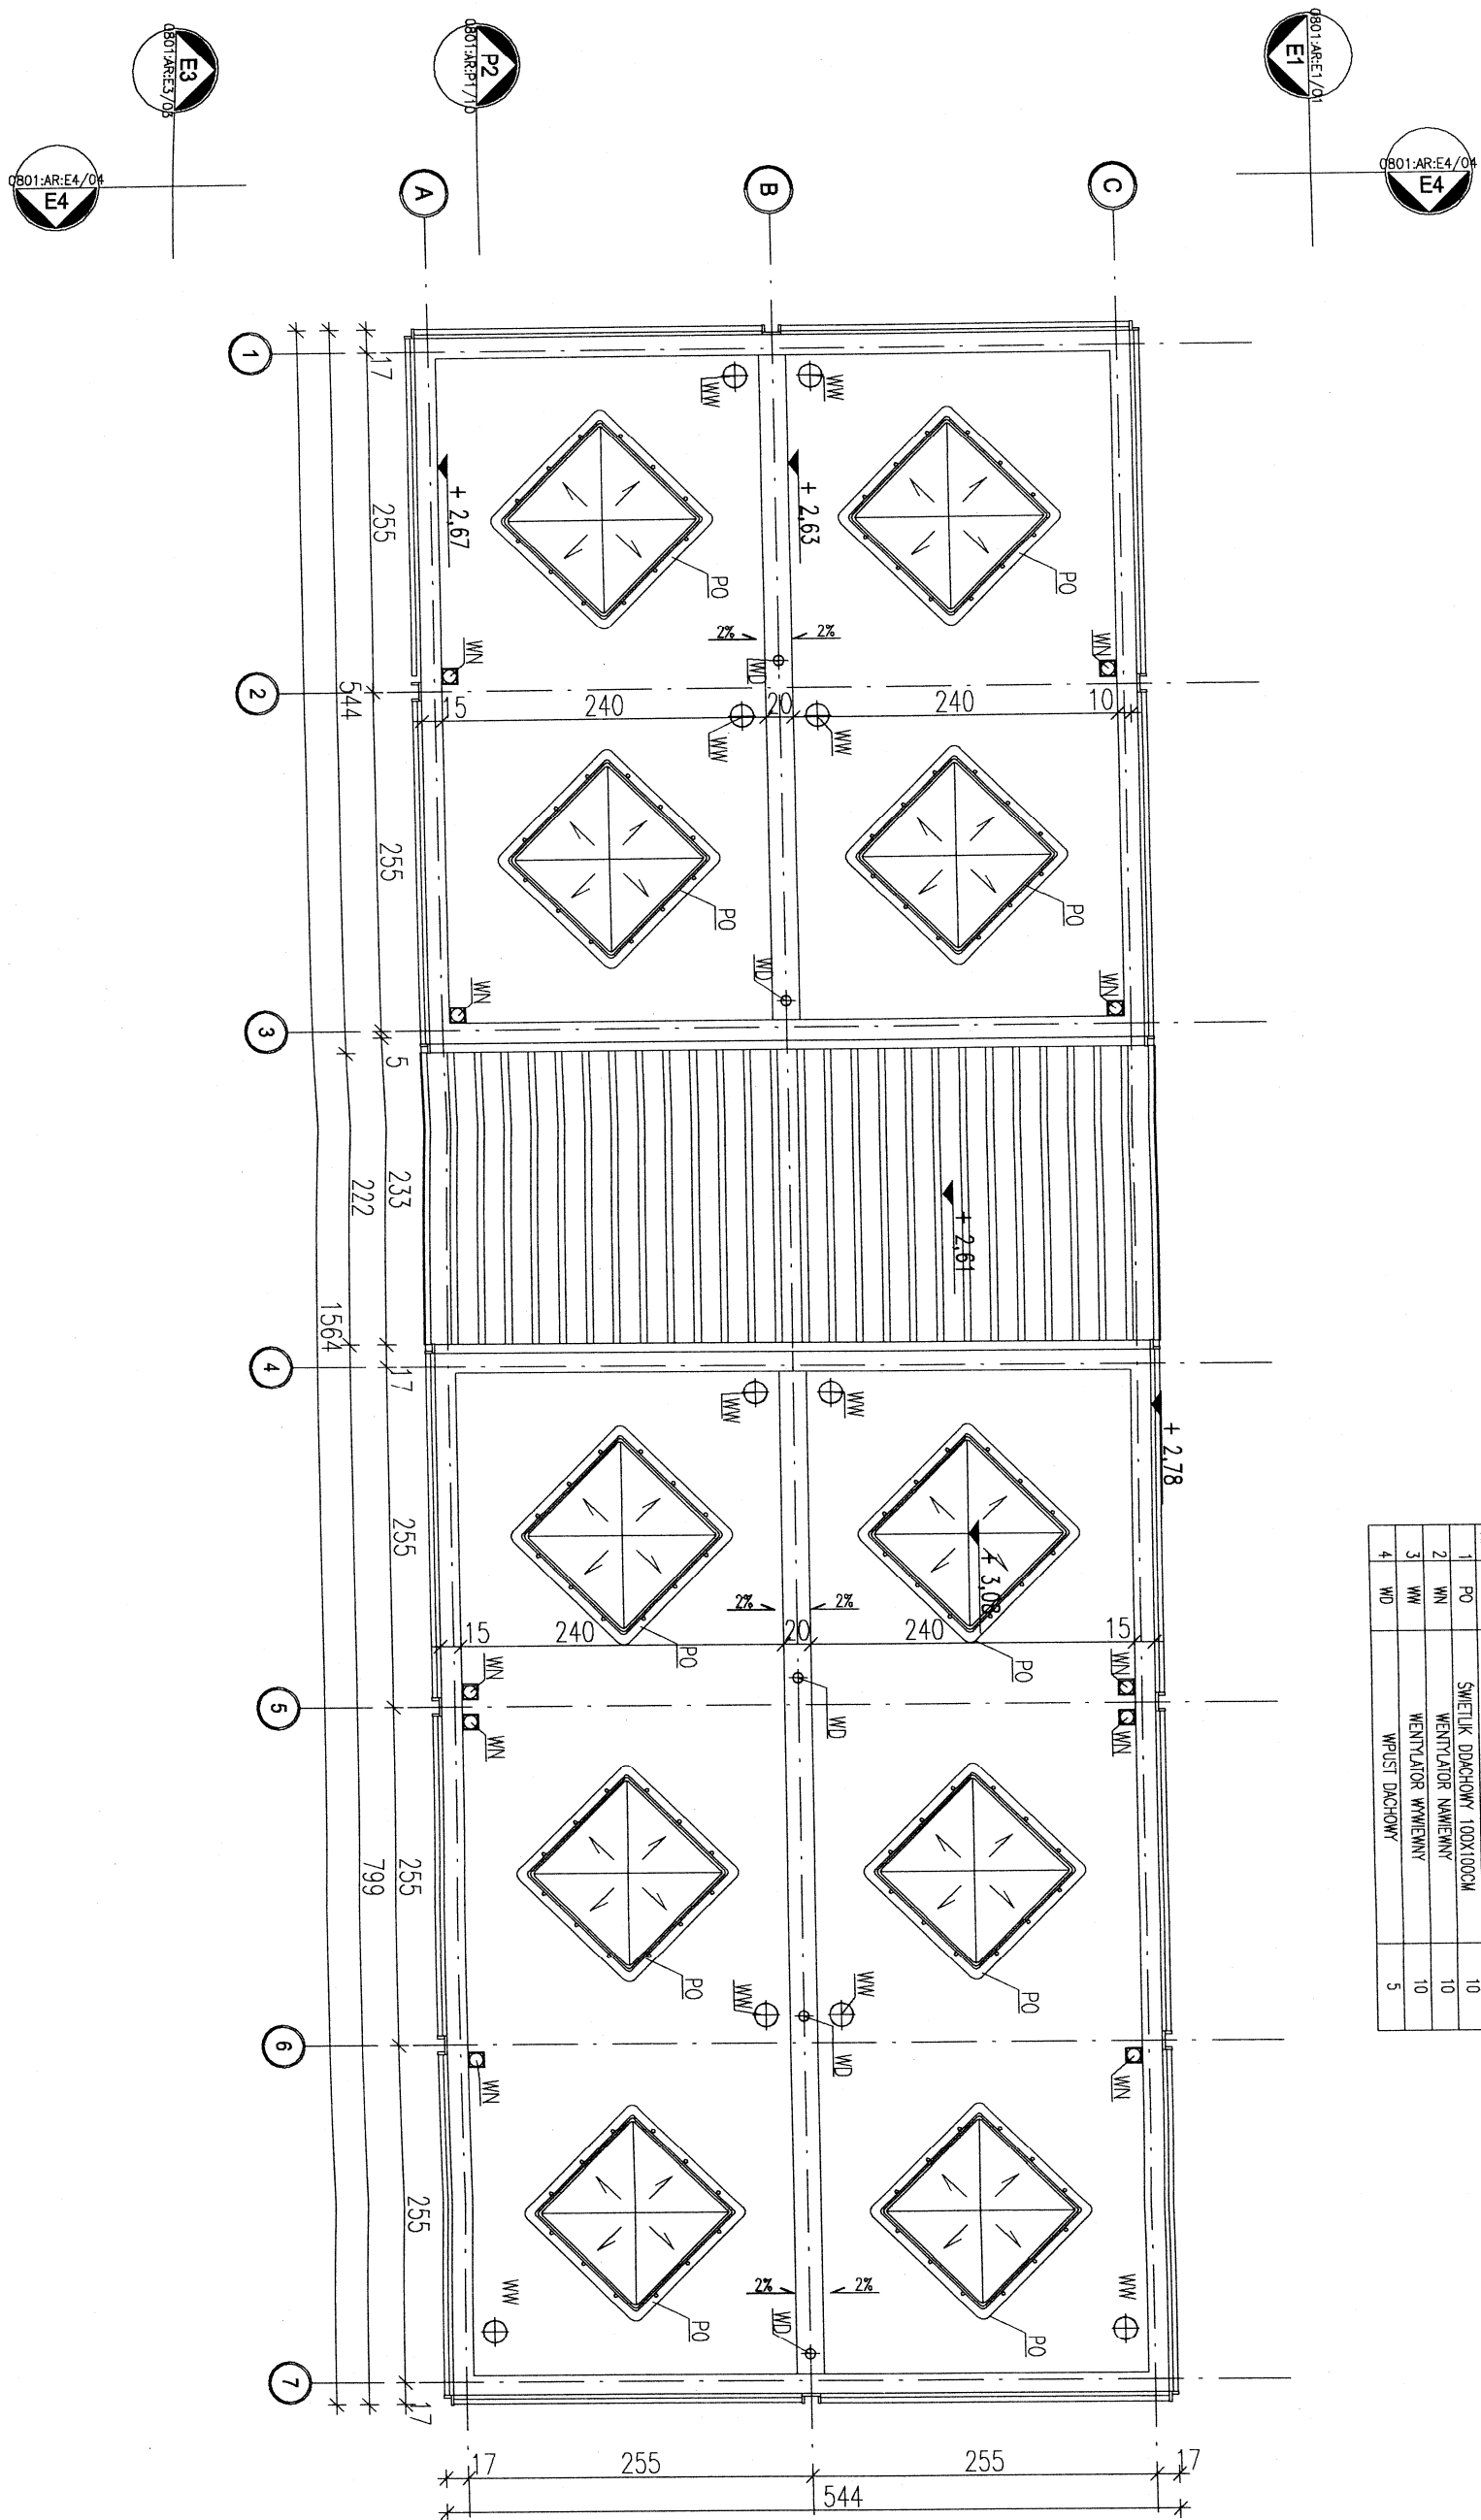 0801:AR:E3/03
E3
0801:AR:P1/10
P2
0801:AR:E1/01
E1
0801:AR:E4/04
E4
0801:AR:E4/04
E4
A
B
C
1
17
WW
WW
+ 2,67
+ 2,63
255
PO
PO
2%
2%
WN
WD
WN
2
544
15
240
20
240
10
WW
WW
255
PO
PO
WN
WD
WN
3
5
233
222
+ 2,61
1564
4
17
WW
WW
+ 2,78
255
+ 3,08
2%
2%
15
240
20
240
15
PO
PO
WN
WN
5
WD
WN
WN
255
799
PO
PO
WW
WW
6
WD
WN
WN
255
WW
WW
2%
2%
PO
WD
PO
7
17
17
255
255
17
544
1 PO ŚWIETLIK DDACHOWY 100X100CM 10
2 WN WENTYLATOR NAWIEWNY 10
3 WW WENTYLATOR WYWIEWNY 10
4 WD WPUST DACHOWY 5